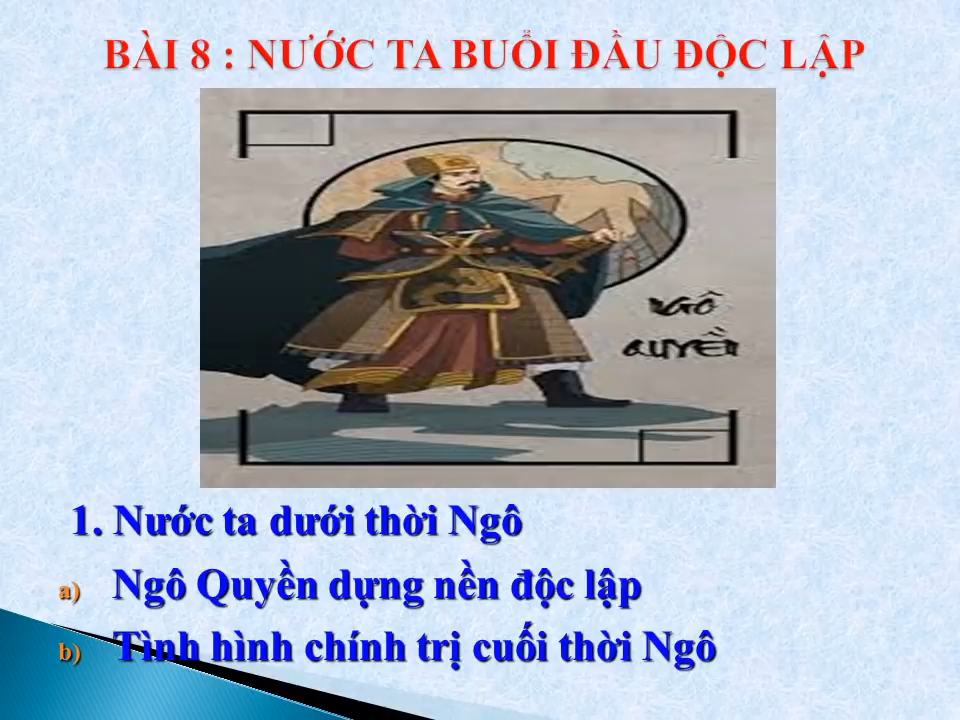 BÀI 8 : NƯỚC TA BUỔI ĐẦU ĐỘC LẬP
NGÔ
QUYỀN
1. Nước ta dưới thời Ngô
a) Ngô Quyền dựng nền độc lập
b) Tình hình chính trị cuối thời Ngô